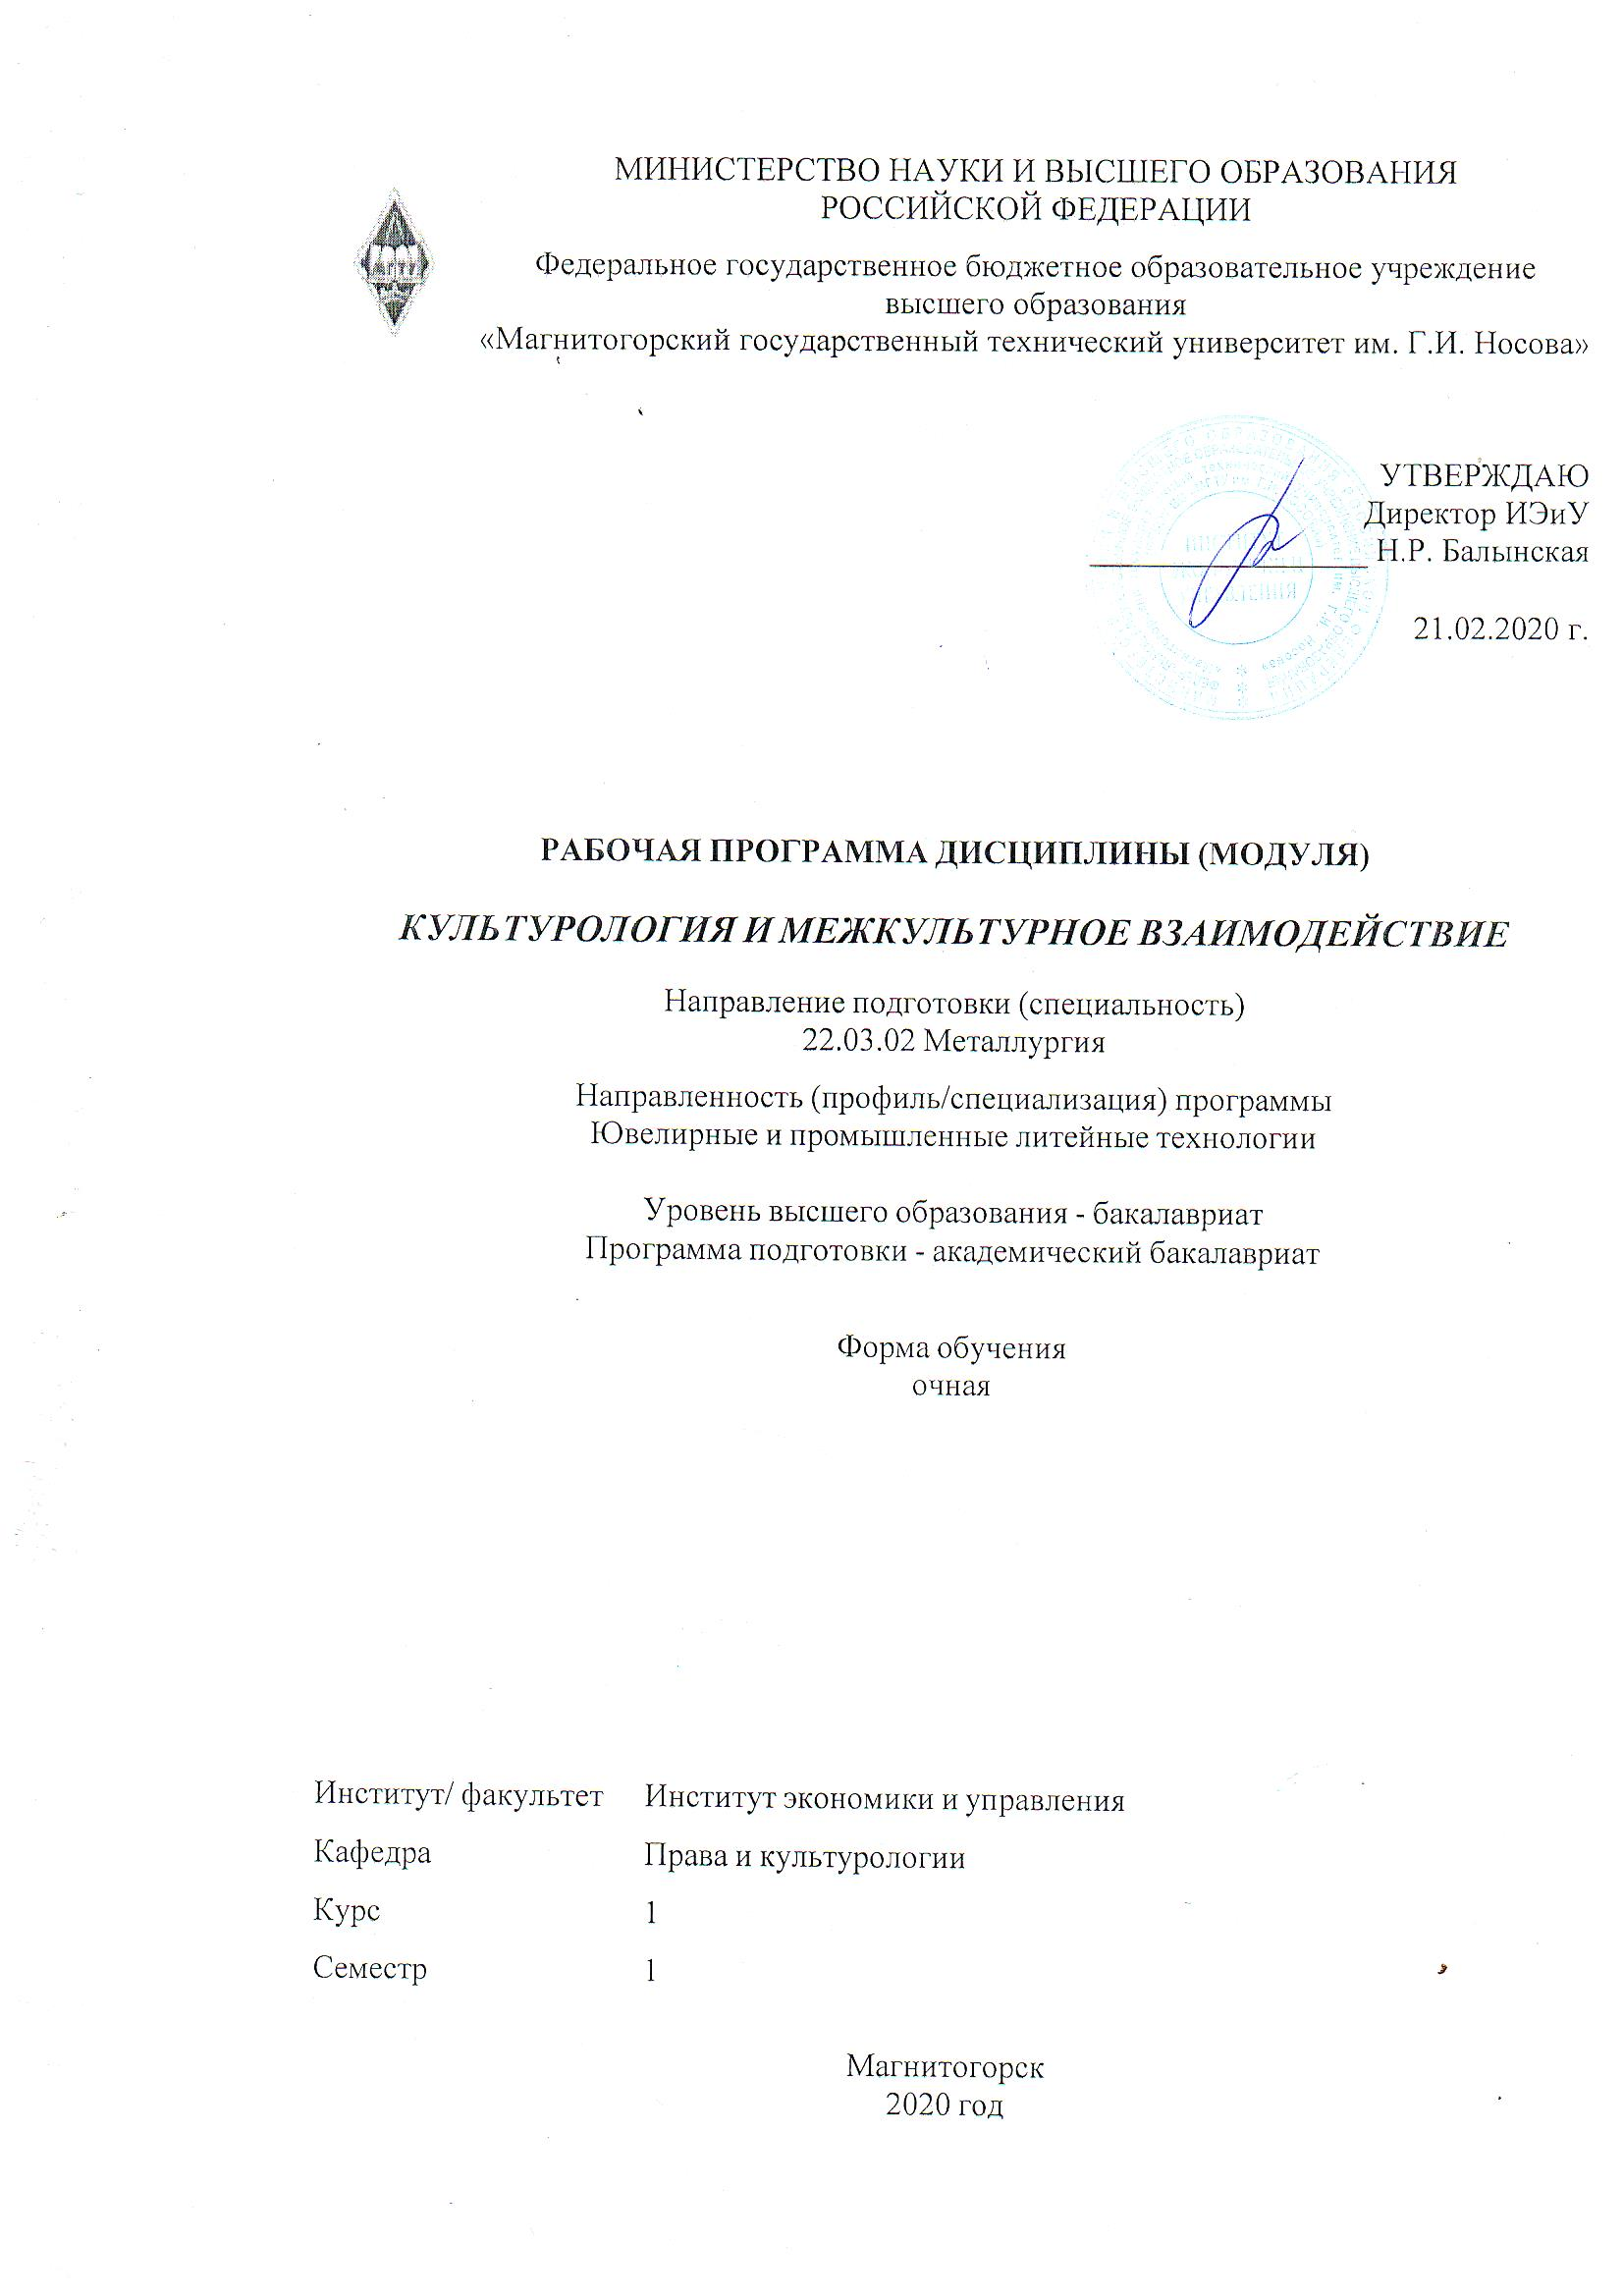 МИНИСТЕРСТВО НАУКИ И ВЫСШЕГО ОБРАЗОВАНИЯ
РОССИЙСКОЙ ФЕДЕРАЦИИ
Федеральное государственное бюджетное образовательное учреждение
высшего образования
«Магнитогорский государственный технический университет им. Г.И. Носова»
МГТУ
УТВЕРЖДАЮ
Директор ИЭиУ
Н.Р. Балынская
21.02.2020 г.
РАБОЧАЯ ПРОГРАММА ДИСЦИПЛИНЫ (МОДУЛЯ)
КУЛЬТУРОЛОГИЯ И МЕЖКУЛЬТУРНОЕ ВЗАИМОДЕЙСТВИЕ
Направление подготовки (специальность)
22.03.02 Металлургия
Направленность (профиль/специализация) программы
Ювелирные и промышленные литейные технологии
Уровень высшего образования - бакалавриат
Программа подготовки - академический бакалавриат
Форма обучения
очная
Институт/ факультет Институт экономики и управления
Кафедра Права и культурологии
Курс 1
Семестр 1
Магнитогорск
2020 год